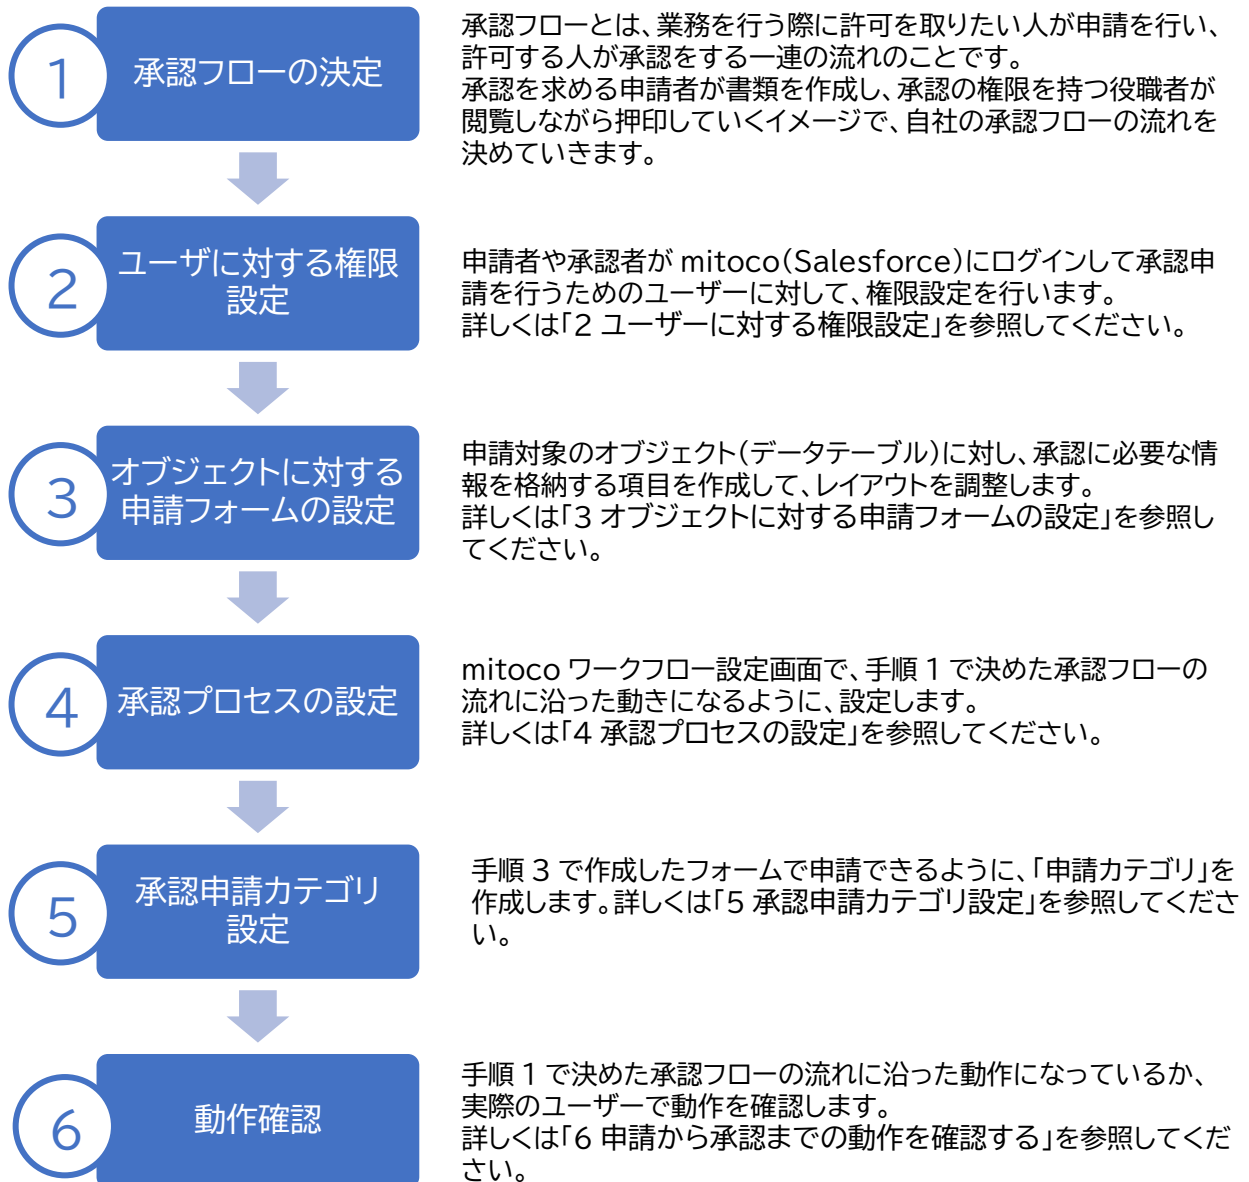 1
承認フローの決定
承認フローとは、業務を行う際に許可を取りたい人が申請を行い、
許可する人が承認をする一連の流れのことです。
承認を求める申請者が書類を作成し、承認の権限を持つ役職者が
閲覧しながら押印していくイメージで、自社の承認フローの流れを
決めていきます。
2
ユーザに対する権限
設定
申請者や承認者が mitoco(Salesforce)にログインして承認申
請を行うためのユーザーに対して、権限設定を行います。
詳しくは「2 ユーザーに対する権限設定」を参照してください。
3
オブジェクトに対する
申請フォームの設定
申請対象のオブジェクト(データテーブル)に対し、承認に必要な情
報を格納する項目を作成して、レイアウトを調整します。
詳しくは「3 オブジェクトに対する申請フォームの設定」を参照し
てください。
4
承認プロセスの設定
mitoco ワークフロー設定画面で、手順 1 で決めた承認フローの
流れに沿った動きになるように、設定します。
詳しくは「4 承認プロセスの設定」を参照してください。
5
承認申請カテゴリ
設定
手順 3 で作成したフォームで申請できるように、「申請カテゴリ」を
作成します。詳しくは「5 承認申請カテゴリ設定」を参照してくださ
い。
6
動作確認
手順 1 で決めた承認フローの流れに沿った動作になっているか、
実際のユーザーで動作を確認します。
詳しくは「6 申請から承認までの動作を確認する」を参照してくだ
さい。